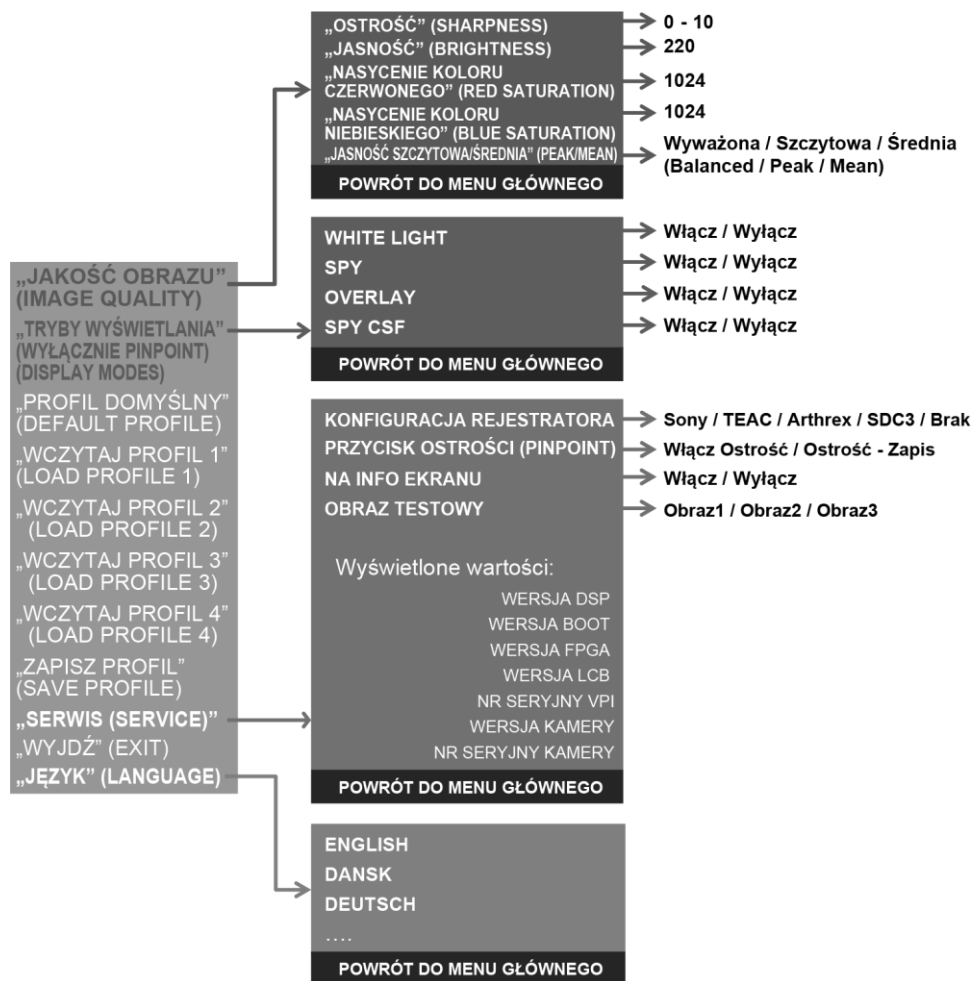 „JAKOŚĆ OBRAZU”
(IMAGE QUALITY)
„TRYBY WYŚWIETLANIA”
(WYŁĄCZNIE PINPOINT)
(DISPLAY MODES)
„PROFIL DOMYŚLNY”
(DEFAULT PROFILE)
„WCZYTAJ PROFIL 1”
(LOAD PROFILE 1)
„WCZYTAJ PROFIL 2”
(LOAD PROFILE 2)
„WCZYTAJ PROFIL 3”
(LOAD PROFILE 3)
„WCZYTAJ PROFIL 4”
(LOAD PROFILE 4)
„ZAPISZ PROFIL”
(SAVE PROFILE)
„SERWIS (SERVICE)”
„WYJDŹ” (EXIT)
„JĘZYK” (LANGUAGE)
„OSTROŚĆ” (SHARPNESS)
0 - 10
„JASNOŚĆ” (BRIGHTNESS)
220
„NASYCENIE KOLORU
CZERWONEGO” (RED SATURATION)
1024
„NASYCENIE KOLORU
NIEBIESKIEGO” (BLUE SATURATION)
1024
„JASNOŚĆ SZCZYTOWA/ŚREDNIA” (PEAK/MEAN)
Wyważona / Szczytowa / Średnia
(Balanced / Peak / Mean)
POWRÓT DO MENU GŁÓWNEGO
WHITE LIGHT
Włącz / Wyłącz
SPY
Włącz / Wyłącz
OVERLAY
Włącz / Wyłącz
SPY CSF
Włącz / Wyłącz
POWRÓT DO MENU GŁÓWNEGO
KONFIGURACJA REJESTRATORA
Sony / TEAC / Arthrex / SDC3 / Brak
PRZYCISK OSTROŚCI (PINPOINT)
Włącz Ostrość / Ostrość - Zapis
NA INFO EKRANU
Włącz / Wyłącz
OBRAZ TESTOWY
Obraz1 / Obraz2 / Obraz3
Wyświetlone wartości:
WERSJA DSP
WERSJA BOOT
WERSJA FPGA
WERSJA LCB
NR SERYJNY VPI
WERSJA KAMERY
NR SERYJNY KAMERY
POWRÓT DO MENU GŁÓWNEGO
ENGLISH
DANSK
DEUTSCH
....
POWRÓT DO MENU GŁÓWNEGO